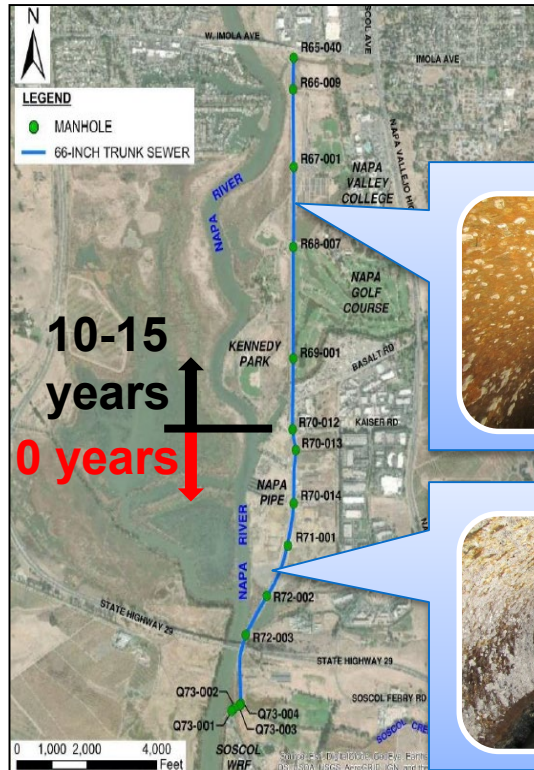 N
W. IMOLA AVE
SOSCOL AVE
IMOLA AVE
R65-040
R66-009
LEGEND
MANHOLE
66-INCH TRUNK SEWER
NAPA VALLEJO
R67-001
NAPA
VALLEY
COLLEGE
NAPA RIVER
R68-007
NAPA
GOLF
COURSE
10-15
years
KENNEDY
PARK
R69-001
BASALT RD
R70-012
KAISER RD
0 years
R70-013
NAPA
PIPE
R70-014
NAPA RIVER
R71-001
R72-002
STATE HIGHWAY 29
R72-003
STATE HIGHWAY 29
Q73-002
Q73-004
SOSCOL FERRY RD
Q73-001
Q73-003
SOSCOL
WRF
SOSCOL
0 1,000 2,000 4,000
Feet